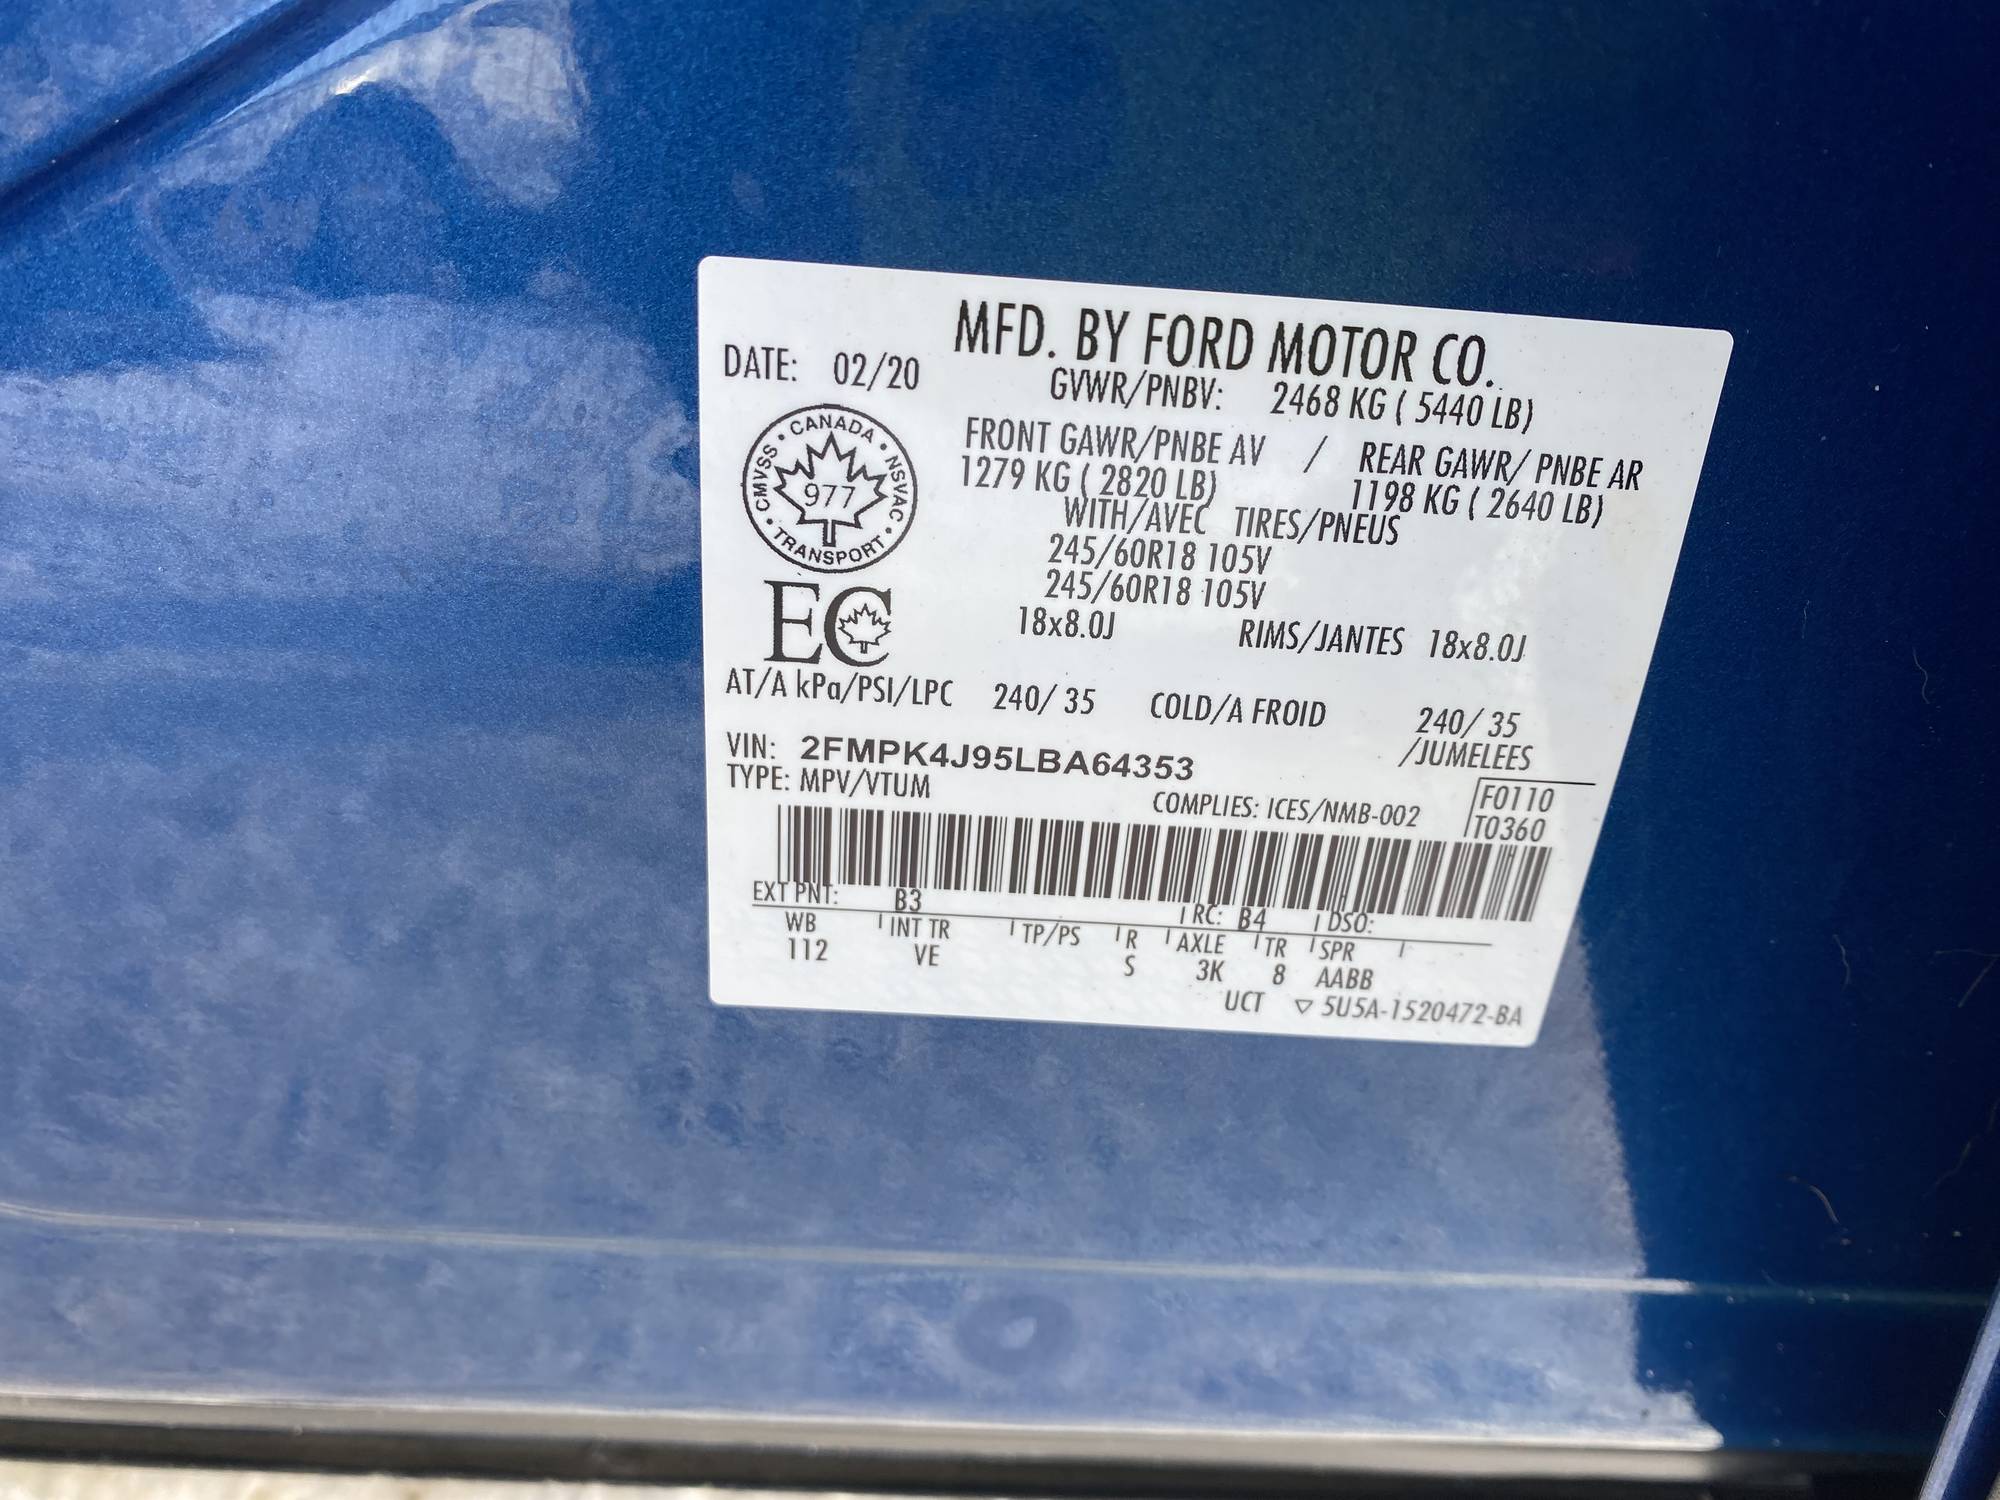 MFD. BY FORD MOTOR CO.
DATE: 02/20
GVWR/PNBV: 2468 KG ( 5440 LB)
FRONT GAWR/PNBE AV / REAR GAWR/ PNBE AR
1279 KG ( 2820 LB) 1198 KG ( 2640 LB)
WITH/AVEC TIRES/PNEUS
245/60R18 105V
245/60R18 105V
18x8.0J RIMS/JANTES 18x8.0J
CANADA • NSVAC • TRANSPORT • CMVSS •
977
EC
AT/A kPa/PSI/LPC 240/ 35 COLD/A FROID 240/ 35
/JUMELEES
VIN: 2FMPK4J95LBA64353
TYPE: MPV/VTUM
COMPLIES: ICES/NMB-002
F0110
T0360
EXT PNT: B3 RC: B4 DSO:
WB INT TR TP/PS R AXLE TR SPR
112 VE S 3K 8 AABB
UCT ▽ 5U5A-1520472-BA